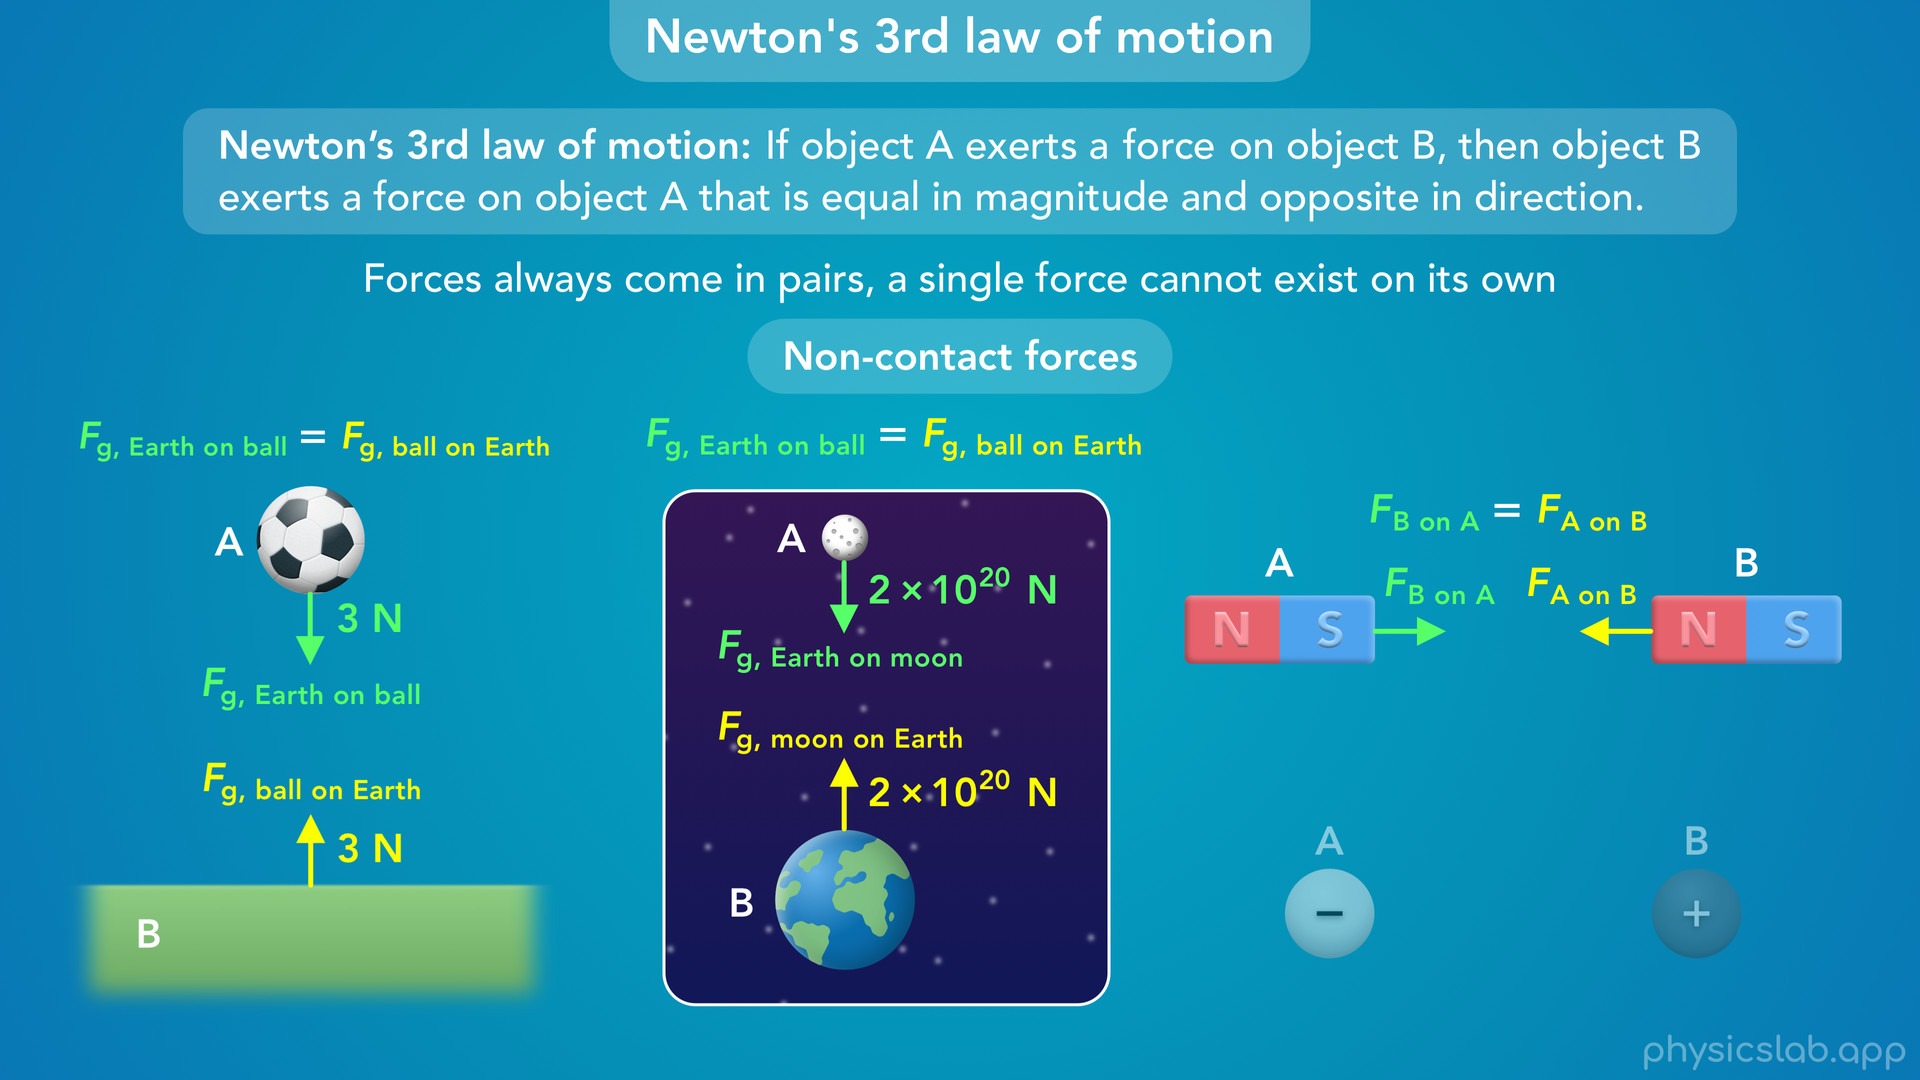 Newton's 3rd law of motion
Newton’s 3rd law of motion: If object A exerts a force on object B, then object B
exerts a force on object A that is equal in magnitude and opposite in direction.
Forces always come in pairs, a single force cannot exist on its own
Non-contact forces
Fg, Earth on ball = Fg, ball on Earth
A
3 N
Fg, Earth on ball
Fg, ball on Earth
3 N
B
Fg, Earth on ball = Fg, ball on Earth
A
2 × 10²⁰ N
Fg, Earth on moon
Fg, moon on Earth
2 × 10²⁰ N
B
FB on A = FA on B
A B
FB on A FA on B
N S N S
A B
− +
physicslab.app